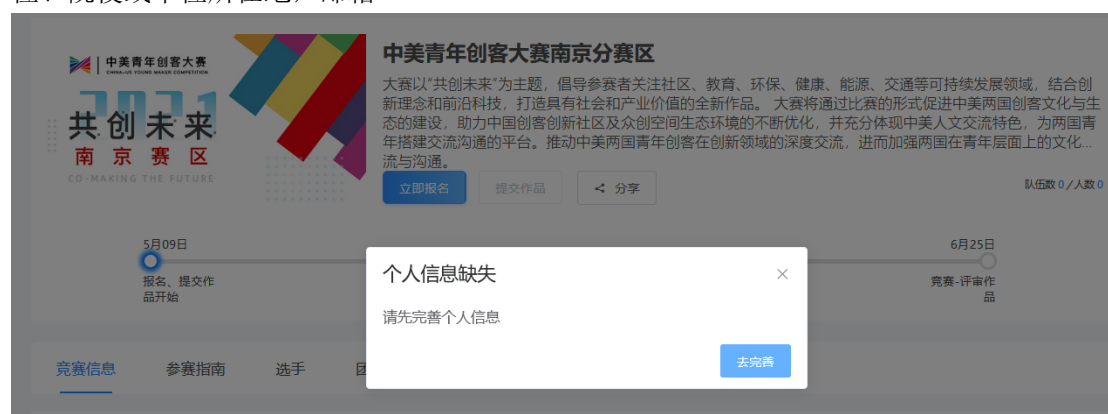 中美青年创客大赛
CHINA-US YOUNG MAKER COMPETITION
2021
共创未来
南京赛区
CO-MAKING THE FUTURE
中美青年创客大赛南京分赛区
大赛以"共创未来"为主题，倡导参赛者关注社区、教育、环保、健康、能源、交通等可持续发展领域，结合创
新理念和前沿科技，打造具有社会和产业价值的全新作品。 大赛将通过比赛的形式促进中美两国创客文化与生
态的建设，助力中国创客创新社区及众创空间生态环境的不断优化，并充分体现中美人文交流特色，为两国青
年搭建交流沟通的平台。推动中美两国青年创客在创新领域的深度交流，进而加强两国在青年层面上的文化...
流与沟通。
立即报名
提交作品
分享
队伍数 0 / 人数 0
5月09日
报名、提交作
品开始
6月25日
竞赛-评审作
品
个人信息缺失
请先完善个人信息
去完善
竞赛信息
参赛指南
选手